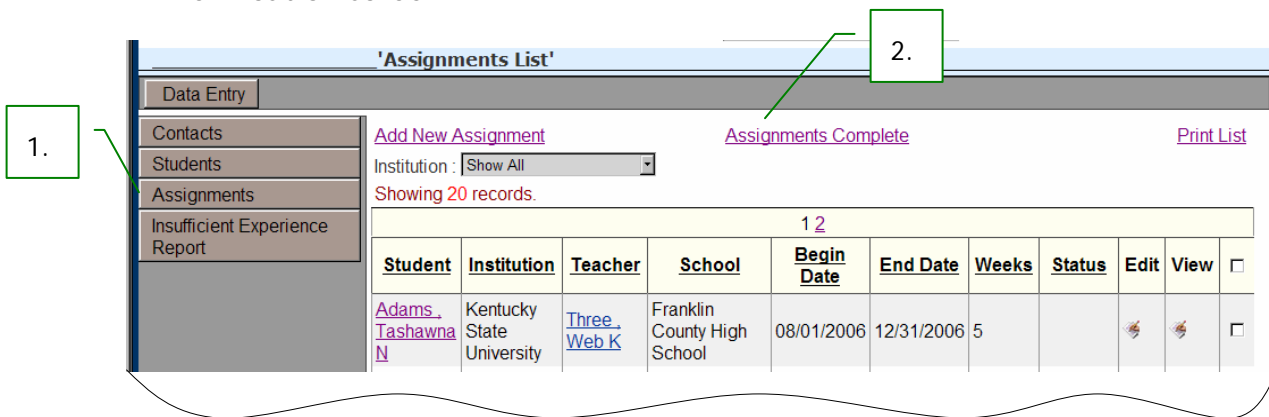 2.
'Assignments List'
Data Entry
1.
Contacts
Students
Assignments
Insufficient Experience
Report
Add New Assignment
Assignments Complete
Print List
Institution : Show All
Showing 20 records.
1 2
Student Institution Teacher School Begin Date End Date Weeks Status Edit View
Adams , Tashawna N
Kentucky State University
Three , Web K
Franklin County High School
08/01/2006 12/31/2006 5